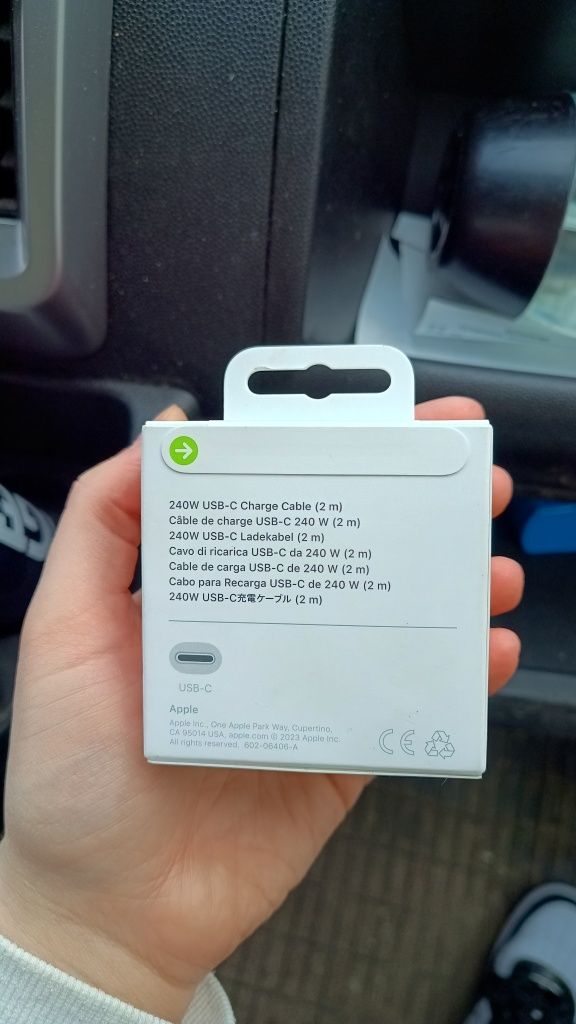 240W USB-C Charge Cable (2 m)
Câble de charge USB-C 240 W (2 m)
240W USB-C Ladekabel (2 m)
Cavo di ricarica USB-C da 240 W (2 m)
Cable de carga USB-C de 240 W (2 m)
Cabo para Recarga USB-C de 240 W (2 m)
240W USB-C充電ケーブル (2 m)
USB-C
Apple
Apple Inc., One Apple Park Way, Cupertino,
CA 95014 USA, apple.com © 2023 Apple Inc.
All rights reserved. 602-06406-A
CE